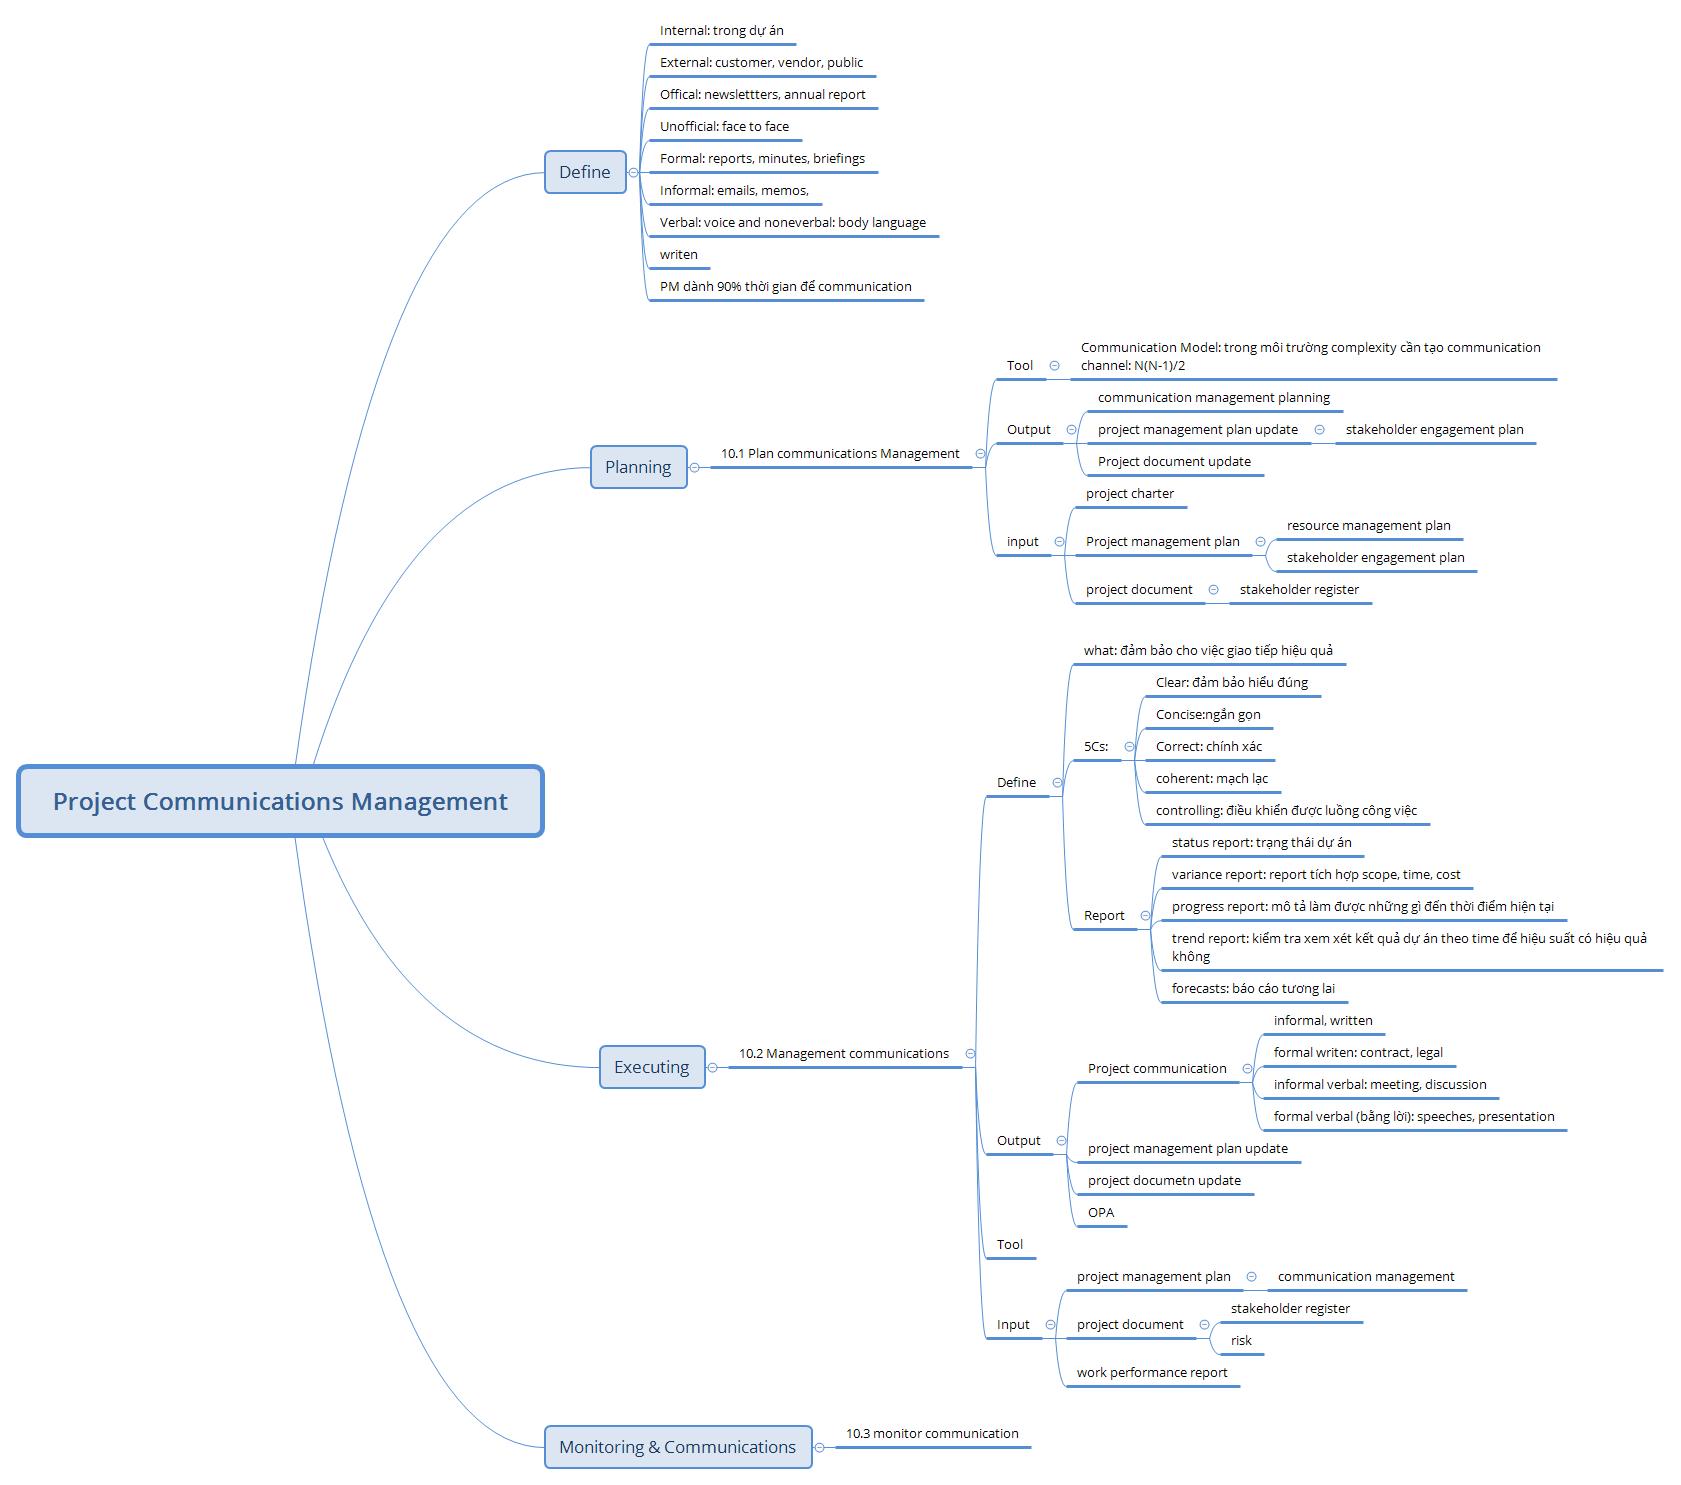 Project Communications Management
Define
Internal: trong dự án
External: customer, vendor, public
Offical: newslettters, annual report
Unofficial: face to face
Formal: reports, minutes, briefings
Informal: emails, memos,
Verbal: voice and noneverbal: body language
writen
PM dành 90% thời gian để communication
Planning
10.1 Plan communications Management
Tool
Communication Model: trong môi trường complexity cần tạo communication
channel: N(N-1)/2
Output
communication management planning
project management plan update
stakeholder engagement plan
Project document update
input
project charter
Project management plan
resource management plan
stakeholder engagement plan
project document
stakeholder register
Executing
10.2 Management communications
Define
what: đảm bảo cho việc giao tiếp hiệu quả
5Cs:
Clear: đảm bảo hiểu đúng
Concise:ngắn gọn
Correct: chính xác
coherent: mạch lạc
controlling: điều khiển được luồng công việc
Report
status report: trạng thái dự án
variance report: report tích hợp scope, time, cost
progress report: mô tả làm được những gì đến thời điểm hiện tại
trend report: kiểm tra xem xét kết quả dự án theo time để hiệu suất có hiệu quả
không
forecasts: báo cáo tương lai
Output
Project communication
informal, written
formal writen: contract, legal
informal verbal: meeting, discussion
formal verbal (bằng lời): speeches, presentation
project management plan update
project documetn update
OPA
Tool
Input
project management plan
communication management
project document
stakeholder register
risk
work performance report
Monitoring & Communications
10.3 monitor communication